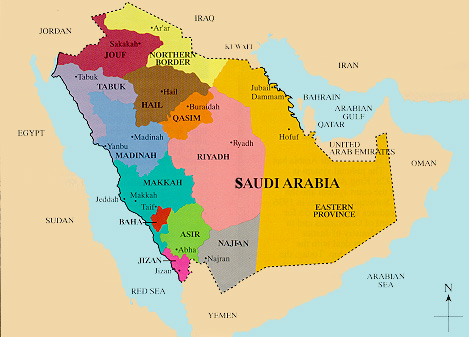 IRAQ
JORDAN
Ar'ar
Sakakah
JOUF
NORTHERN
BORDER
KUWAIT
IRAN
Tabuk
TABUK
Hail
HAIL
Buraidah
QASIM
Jubail
Dammam
BAHRAIN
ARABIAN
GULF
QATAR
EGYPT
Madinah
Yanbu
MADINAH
Riyadh
RIYADH
Hofuf
UNITED
ARAB EMIRATES
OMAN
MAKKAH
SAUDI ARABIA
Jeddah
Makkah
Taif
EASTERN
PROVINCE
SUDAN
BAHA
ASIR
Abha
NAJRAN
Najran
JIZAN
Jizan
RED SEA
YEMEN
ARABIAN
SEA
N